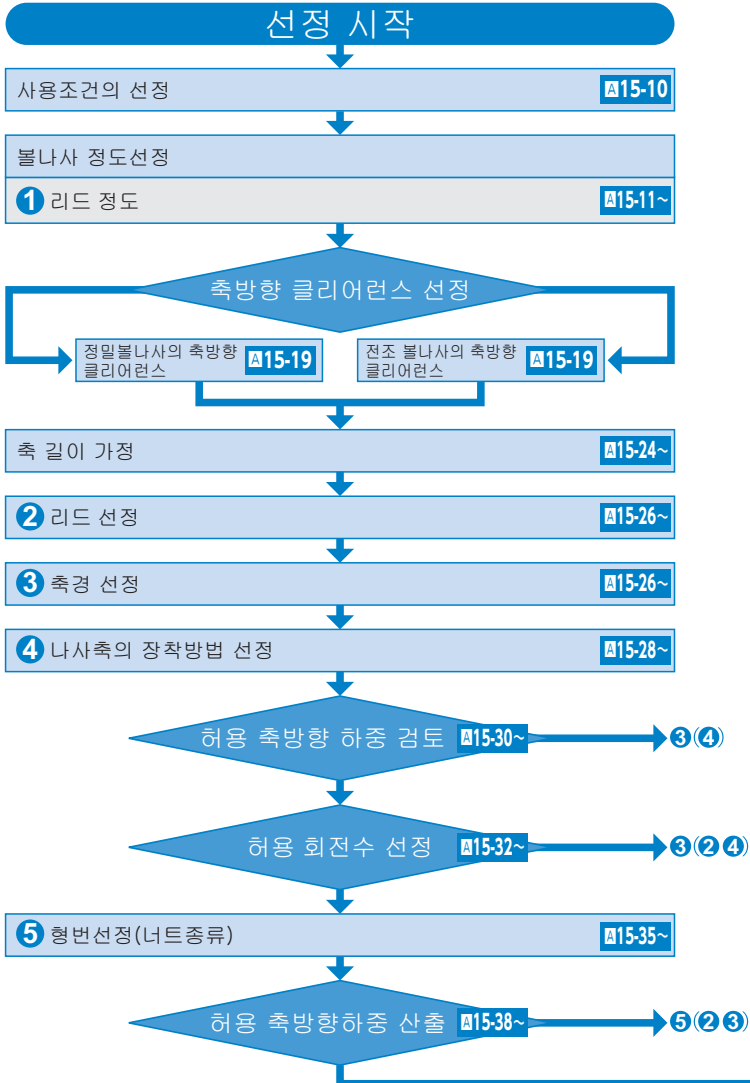 선정 시작
사용조건의 선정 A15-10
볼나사 정도선정
1 리드 정도 A15-11~
축방향 클리어런스 선정
정밀볼나사의 축방향
클리어런스 A15-19
전조 볼나사의 축방향
클리어런스 A15-19
축 길이 가정 A15-24~
2 리드 선정 A15-26~
3 축경 선정 A15-26~
4 나사축의 장착방법 선정 A15-28~
허용 축방향 하중 검토 A15-30~ 3(4)
허용 회전수 선정 A15-32~ 3(2 4)
5 형번선정(너트종류) A15-35~
허용 축방향하중 산출 A15-38~ 5(2 3)